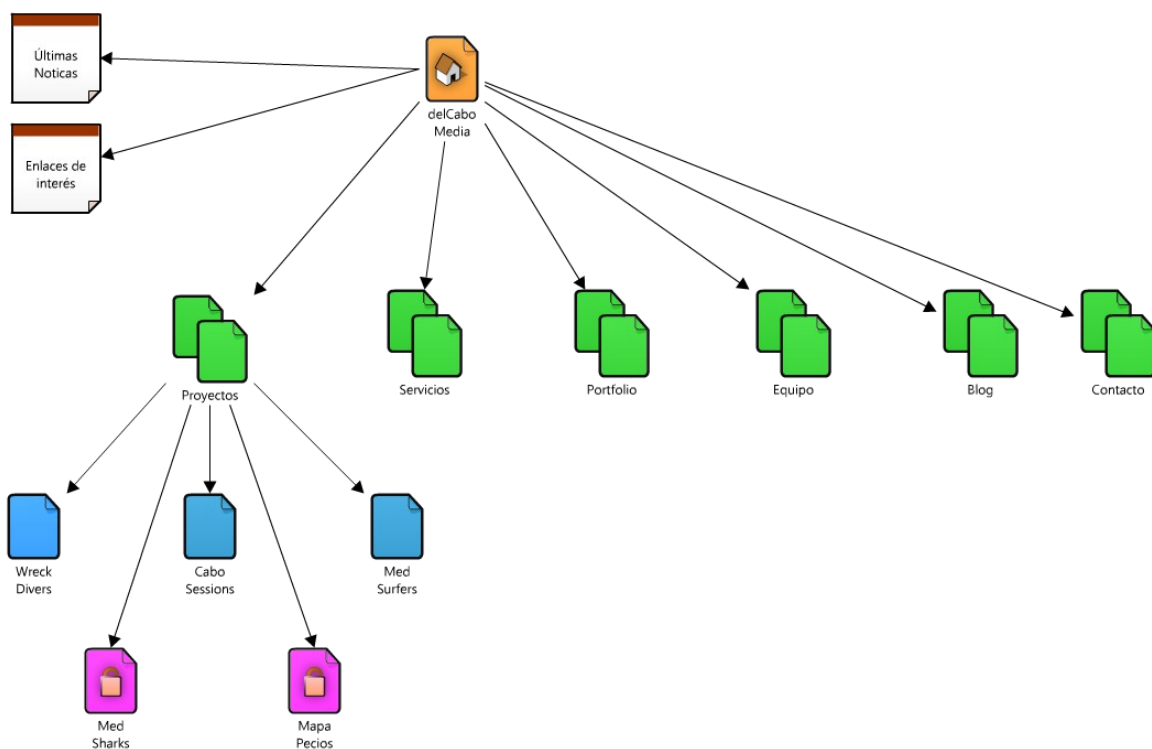 Últimas
Noticas
delCabo
Media
Enlaces de
interés
Proyectos
Servicios
Portfolio
Equipo
Blog
Contacto
Wreck
Divers
Cabo
Sessions
Med
Surfers
Med
Sharks
Mapa
Pecios